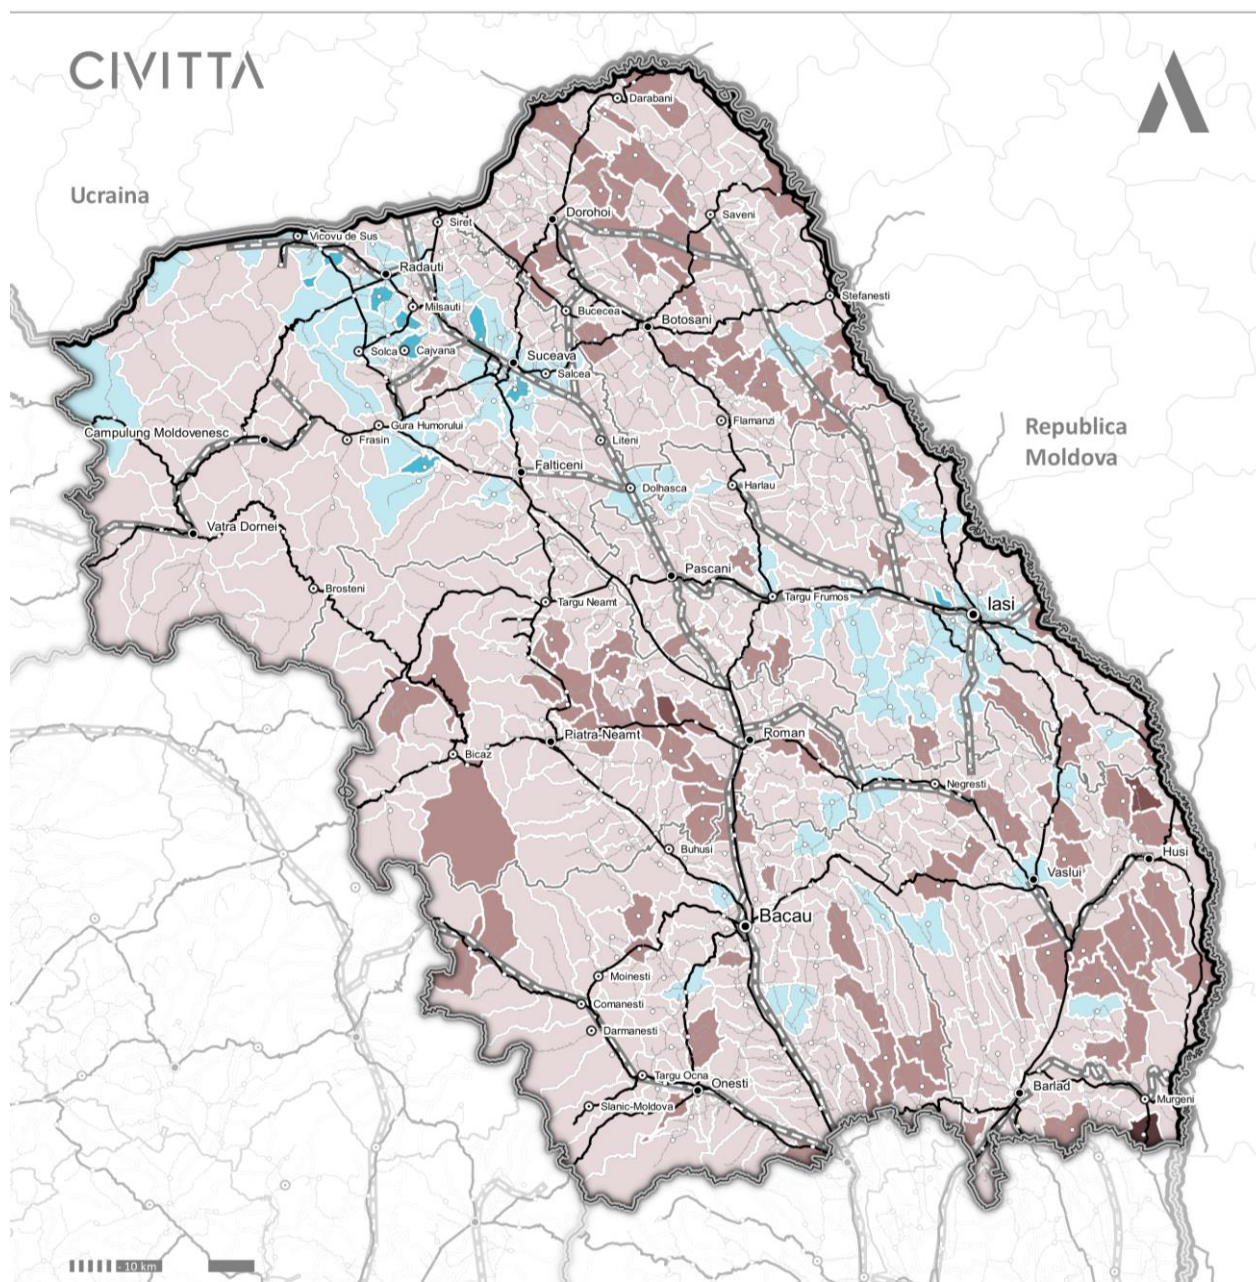 CIVITTA
Darabani
Ucraina
Siret
Dorohoi
Saveni
Vicovu de Sus
Radauti
Stefanesti
Milsauti
Bucecea
Botosani
Solca
Cajvana
Suceava
Salcea
Flamanzi
Gura Humorului
Republica
Moldova
Campulung Moldovenesc
Frasin
Liteni
Falticeni
Dolhasca
Harlau
Vatra Dornei
Pascani
Brosteni
Targu Neamt
Targu Frumos
Iasi
Piatra-Neamt
Roman
Bicaz
Negresti
Buhusi
Husi
Vaslui
Bacau
Moinesti
Comanesti
Darmanesti
Targu Ocna
Onesti
Barlad
Slanic-Moldova
Murgeni
10 km